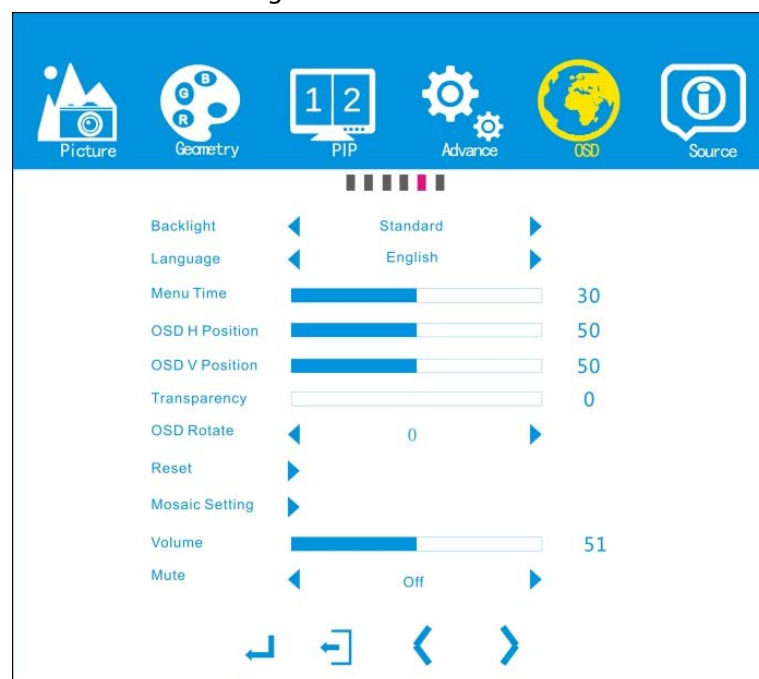 B
G
R
1 2
Picture Geometry PIP Advance OSD Source
Backlight Standard
Language English
Menu Time 30
OSD H Position 50
OSD V Position 50
Transparency 0
OSD Rotate 0
Reset
Mosaic Setting
Volume 51
Mute Off